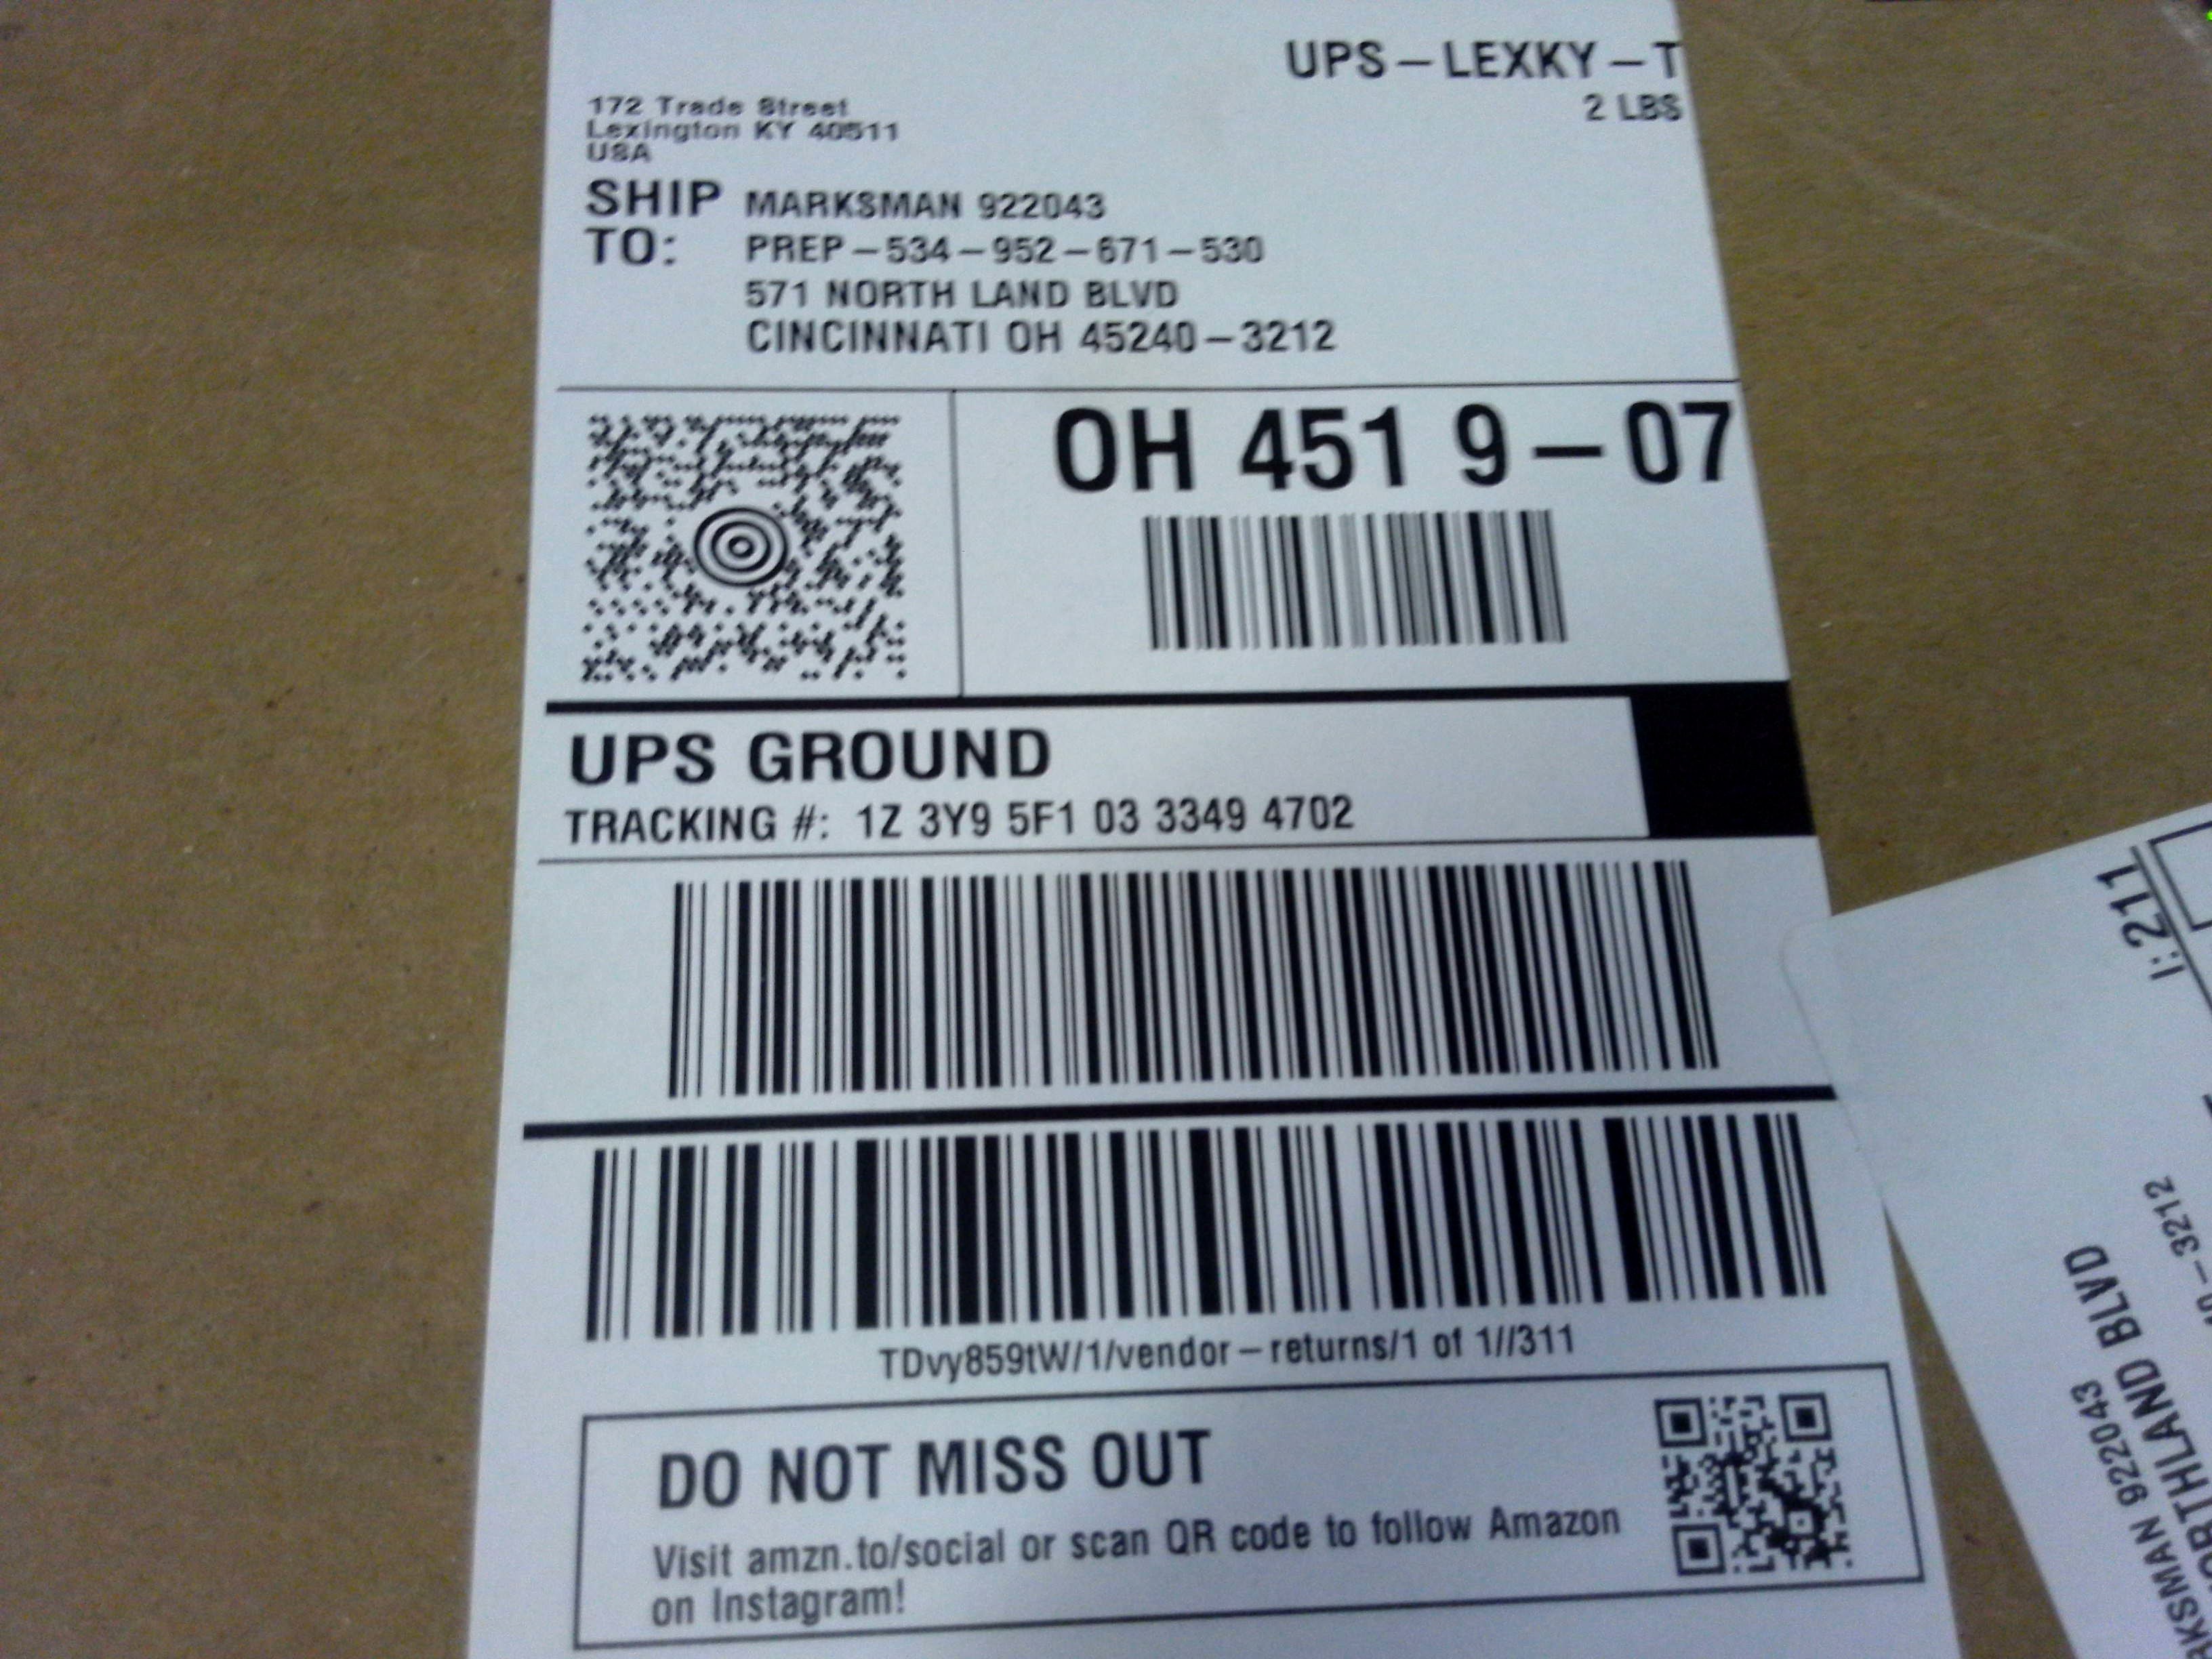 UPS – LEXKY – T
2 LBS
172 Trade Street
Lexington KY 40511
USA
SHIP TO:
MARKSMAN 922043
PREP – 534 – 952 – 671 – 530
571 NORTH LAND BLVD
CINCINNATI OH 45240 – 3212
OH 451 9 – 07
UPS GROUND
TRACKING #: 1Z 3Y9 5F1 03 3349 4702
TDvy859tW/1/vendor – returns/1 of 1//311
DO NOT MISS OUT
Visit amzn.to/social or scan QR code to follow Amazon
on Instagram!
I: 211
922043
BLVD
– 3212